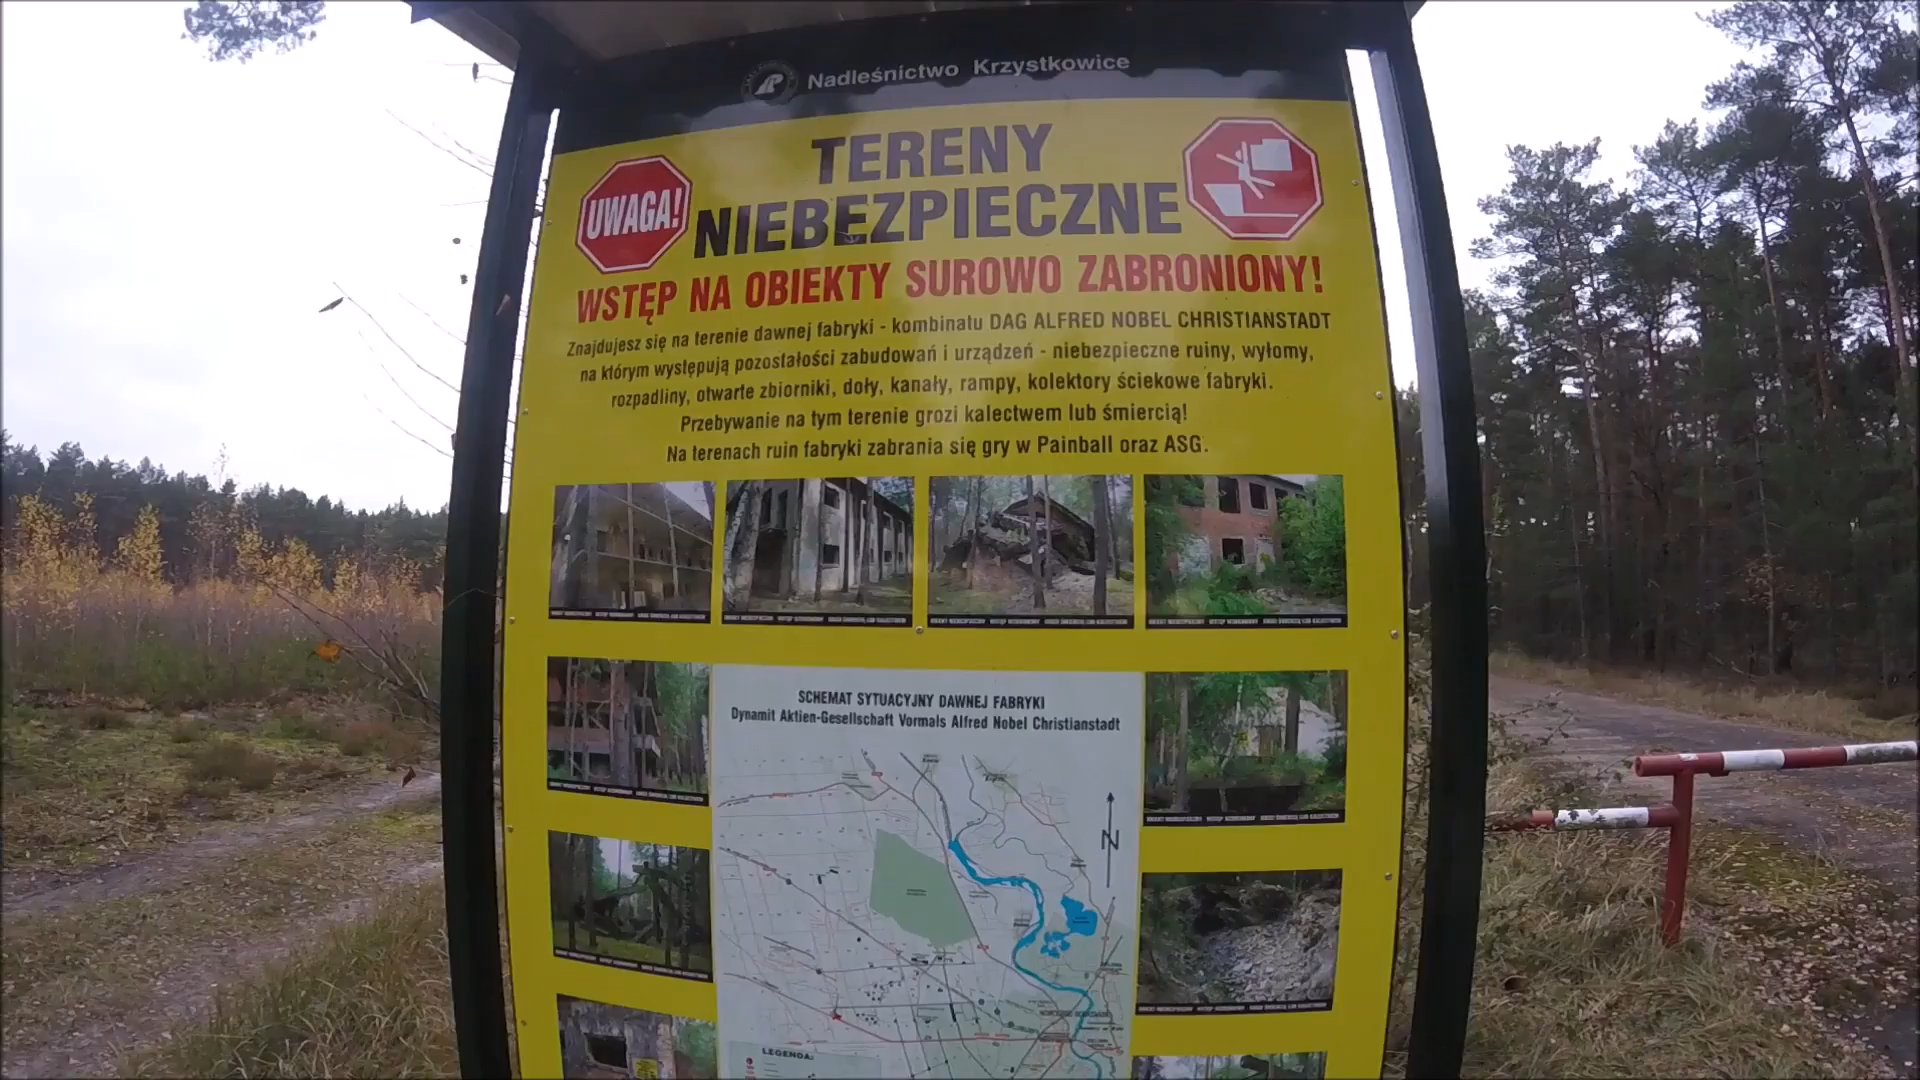 Nadleśnictwo Krzystkowice
TERENY
UWAGA!
NIEBEZPIECZNE
WSTĘP NA OBIEKTY SUROWO ZABRONIONY!
Znajdujesz się na terenie dawnej fabryki - kombinatu DAG ALFRED NOBEL CHRISTIANSTADT
na którym występują pozostałości zabudowań i urządzeń - niebezpieczne ruiny, wyłomy,
rozpadliny, otwarte zbiorniki, doły, kanały, rampy, kolektory ściekowe fabryki.
Przebywanie na tym terenie grozi kalectwem lub śmiercią!
Na terenach ruin fabryki zabrania się gry w Painball oraz ASG.
SCHEMAT SYTUACYJNY DAWNEJ FABRYKI
Dynamit Aktien-Gesellschaft Vormals Alfred Nobel Christianstadt
N
LEGENDA: